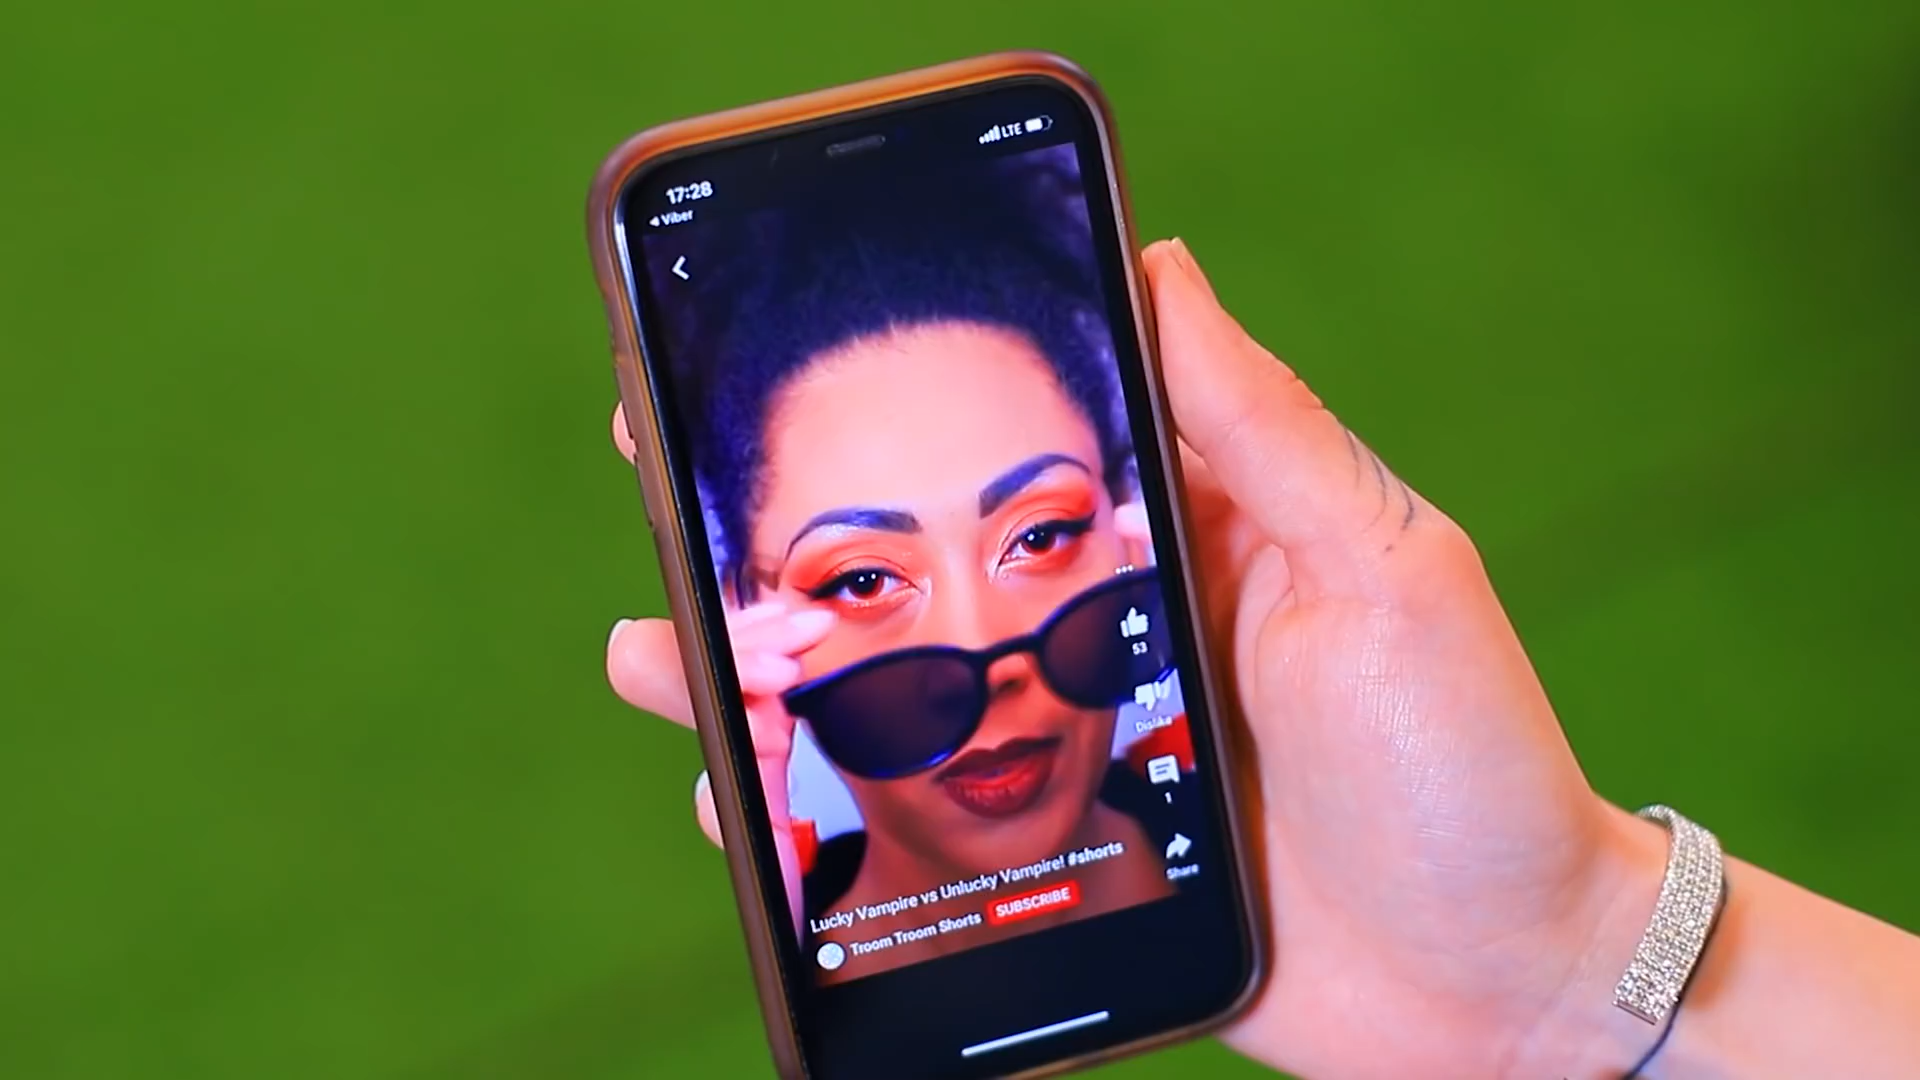 LTE
17:28
Viber
53
Dislike
1
Share
Lucky Vampire vs Unlucky Vampire! #shorts
Troom Troom Shorts SUBSCRIBE